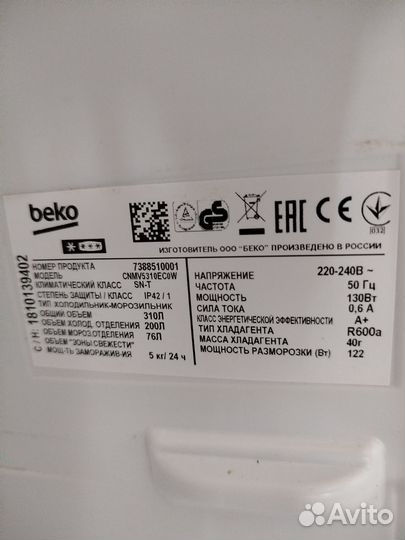 beko
ИЗГОТОВИТЕЛЬ ООО "БЕКО" ПРОИЗВЕДЕНО В РОССИИ
НОМЕР ПРОДУКТА 7388510001
МОДЕЛЬ CNMV5310EC0W
КЛИМАТИЧЕСКИЙ КЛАСС SN-T
СТЕПЕНЬ ЗАЩИТЫ / КЛАСС IP42 / 1
ТИП ХОЛОДИЛЬНИК-МОРОЗИЛЬНИК
ОБЩИЙ ОБЪЕМ 310Л
ОБЪЕМ ХОЛОД. ОТДЕЛЕНИЯ 200Л
ОБЪЕМ МОРОЗ.ОТДЕЛЕНИЯ 76Л
ОБЪЕМ "ЗОНЫ СВЕЖЕСТИ"
МОЩ-ТЬ ЗАМОРАЖИВ-ИЯ 5 кг/ 24 ч
НАПРЯЖЕНИЕ 220-240В ~
ЧАСТОТА 50 Гц
МОЩНОСТЬ 130Вт
СИЛА ТОКА 0,6 А
КЛАСС ЭНЕРГЕТИЧЕСКОЙ ЭФФЕКТИВНОСТИ A+
ТИП ХЛАДАГЕНТА R600a
МАССА ХЛАДАГЕНТА 40г
МОЩНОСТЬ РАЗМОРОЗКИ (Вт) 122
С / Н: 1810139402
EAC
CE
032
Avito